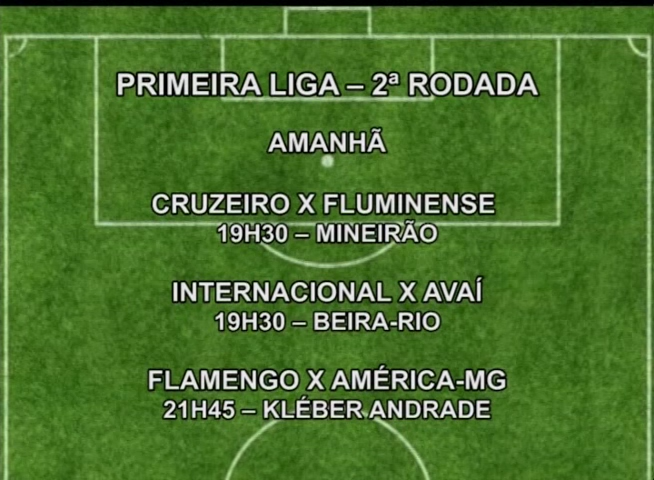 PRIMEIRA LIGA – 2ª RODADA
AMANHÃ
CRUZEIRO X FLUMINENSE
19H30 – MINEIRÃO
INTERNACIONAL X AVAÍ
19H30 – BEIRA-RIO
FLAMENGO X AMÉRICA-MG
21H45 – KLÉBER ANDRADE